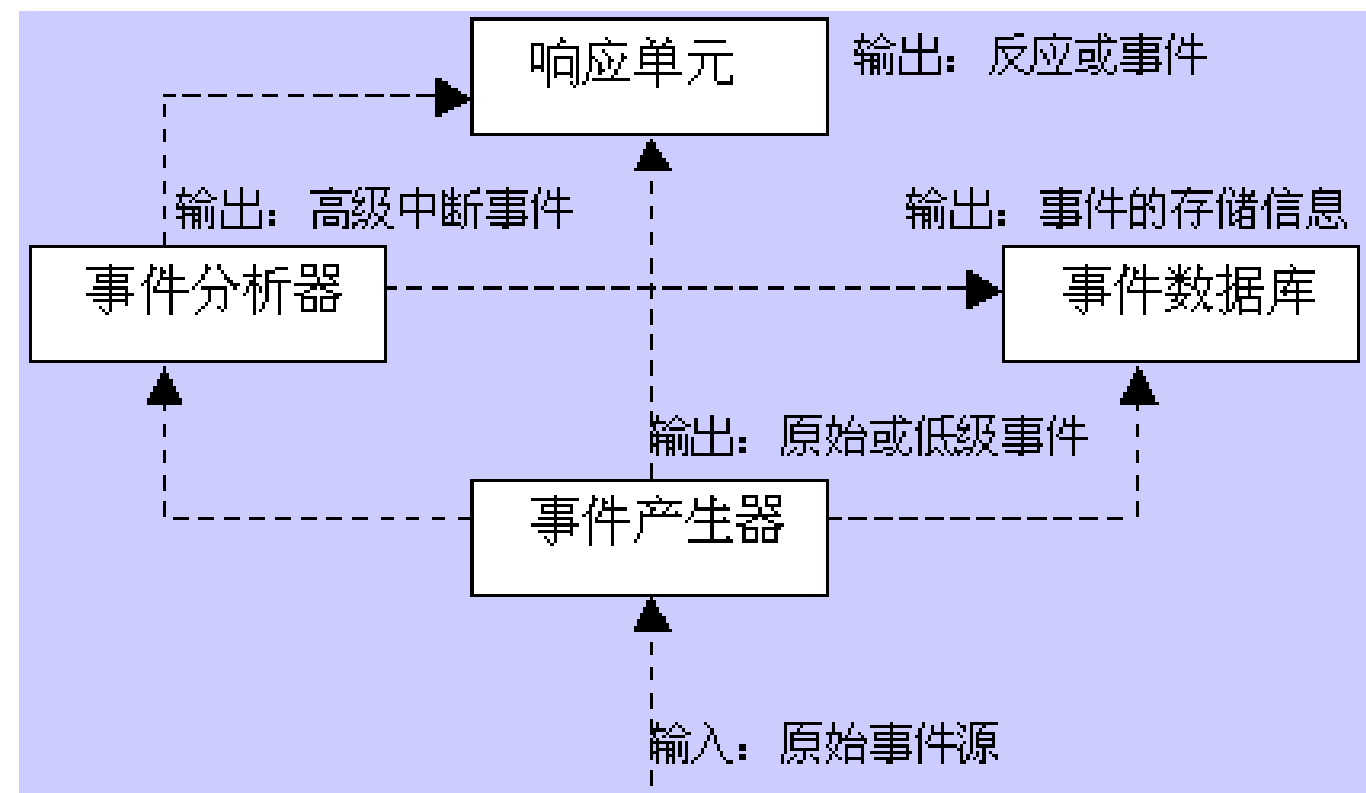 响应单元
输出：反应或事件
输出：高级中断事件
输出：事件的存储信息
事件分析器
事件数据库
输出：原始或低级事件
事件产生器
输入：原始事件源